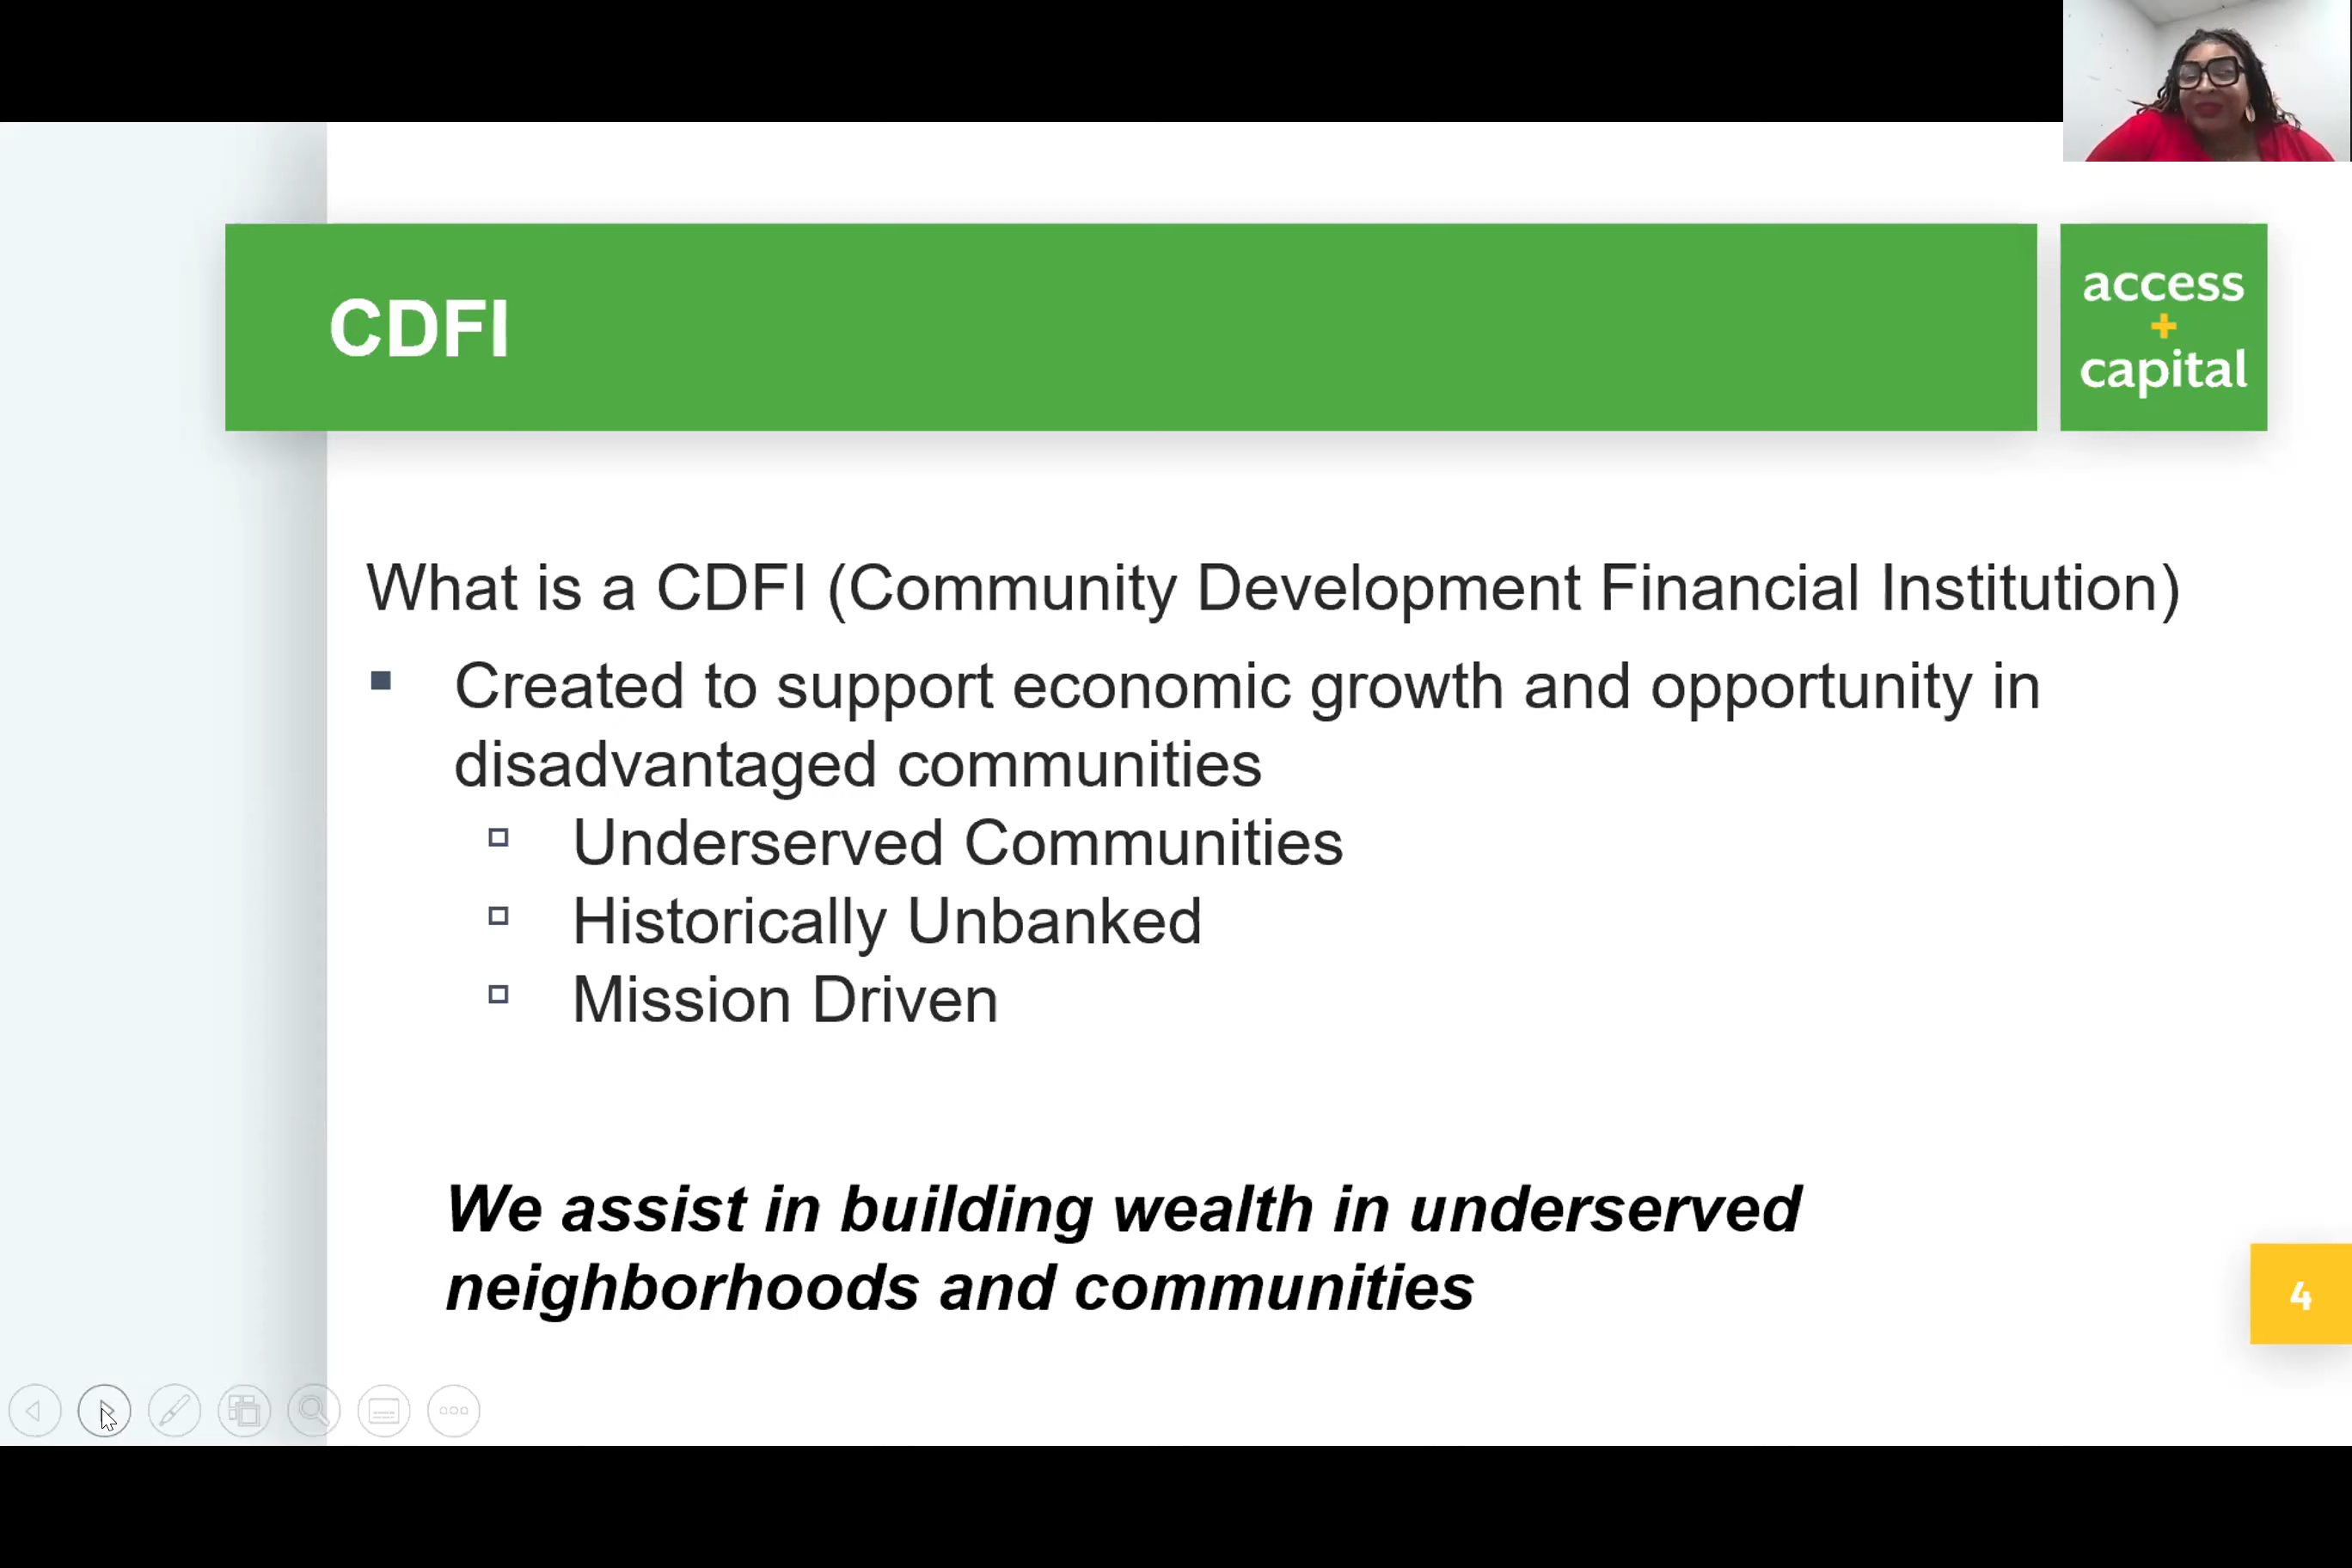 CDFI
access
+
capital
What is a CDFI (Community Development Financial Institution)
Created to support economic growth and opportunity in
disadvantaged communities
Underserved Communities
Historically Unbanked
Mission Driven
We assist in building wealth in underserved
neighborhoods and communities
4